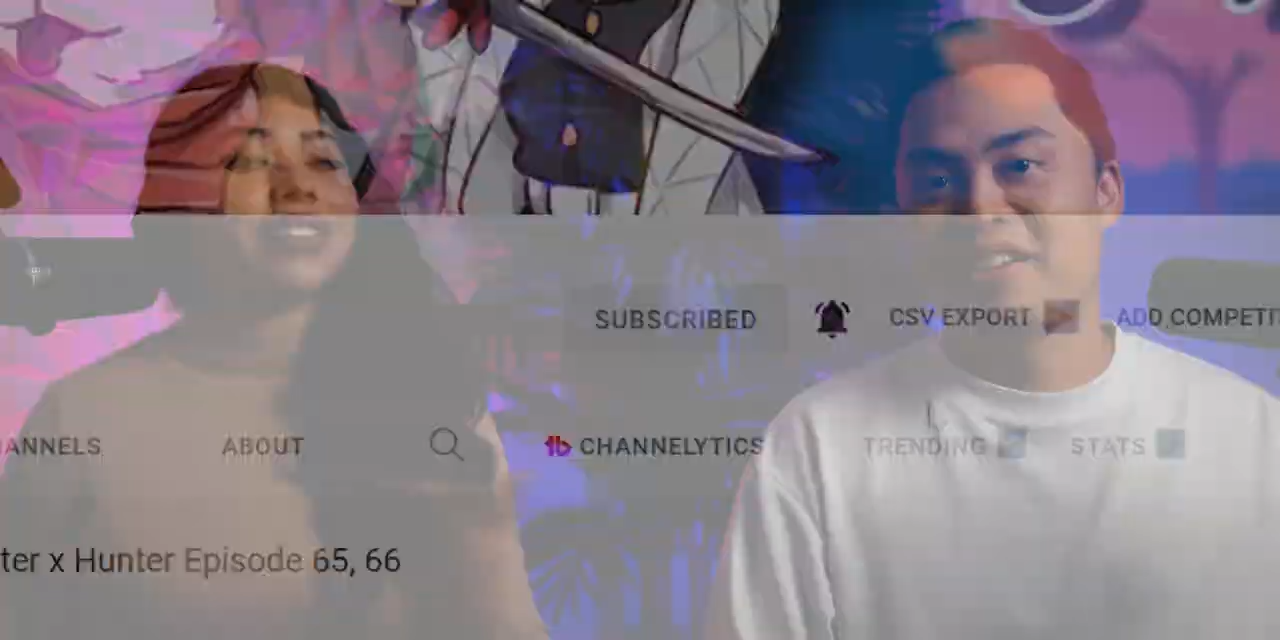 SUBSCRIBED CSV EXPORT ADD COMPETIT
ANNELS ABOUT CHANNELYTICS TRENDING STATS
ter x Hunter Episode 65, 66